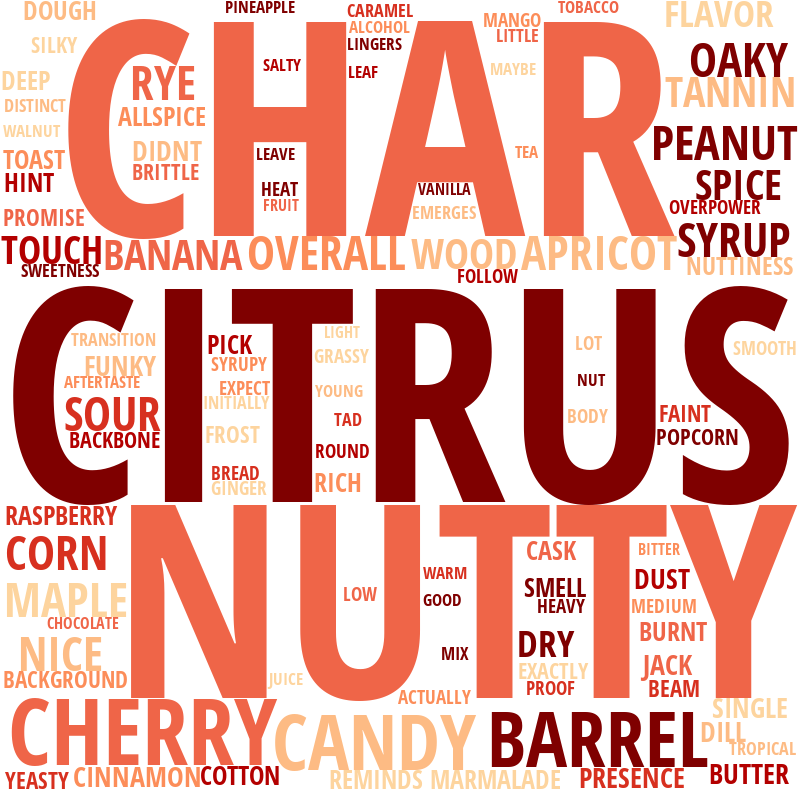 DOUGH
PINEAPPLE
CARAMEL
TOBACCO
FLAVOR
CHAR
MANGO
ALCOHOL
LITTLE
SILKY
LINGERS
OAKY
SALTY
LEAF
MAYBE
DEEP
RYE
TANNIN
DISTINCT
ALLSPICE
WALNUT
PEANUT
DIDNT
LEAVE
TEA
TOAST
BRITTLE
HINT
HEAT
VANILLA
SPICE
FRUIT
EMERGES
OVERPOWER
PROMISE
TOUCH
BANANA
OVERALL
WOOD
APRICOT
SYRUP
SWEETNESS
FOLLOW
NUTTINESS
CITRUS
TRANSITION
PICK
LIGHT
LOT
SMOOTH
FUNKY
SYRUPY
GRASSY
AFTERTASTE
EXPECT
YOUNG
NUT
INITIALLY
SOUR
TAD
BODY
FAINT
BACKBONE
FROST
POPCORN
ROUND
BREAD
GINGER
RICH
NUTTY
RASPBERRY
CORN
CASK
BITTER
WARM
DUST
MAPLE
LOW
GOOD
SMELL
HEAVY
MEDIUM
CHOCOLATE
BURNT
NICE
MIX
DRY
JACK
BACKGROUND
JUICE
EXACTLY
PROOF
BEAM
ACTUALLY
CHERRY
CANDY
BARREL
SINGLE
DILL
TROPICAL
YEASTY
CINNAMON
COTTON
REMINDS
MARMALADE
PRESENCE
BUTTER